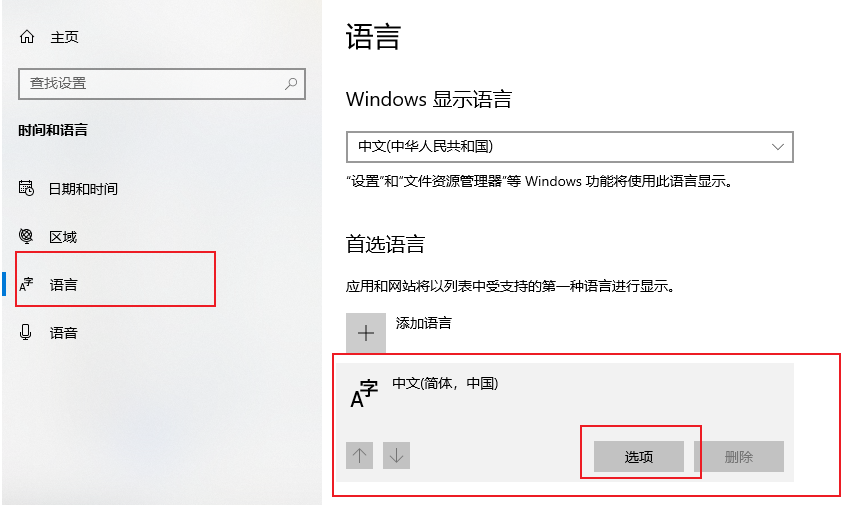 主页
查找设置
时间和语言
日期和时间
区域
语言
语音
语言
Windows 显示语言
中文(中华人民共和国)
“设置”和“文件资源管理器”等 Windows 功能将使用此语言显示。
首选语言
应用和网站将以列表中受支持的第一种语言进行显示。
添加语言
中文(简体，中国)
选项
删除